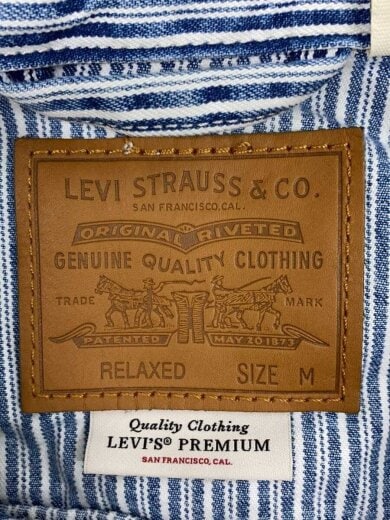 LEVI STRAUSS & CO.
SAN FRANCISCO, CAL.
ORIGINAL RIVETED
GENUINE QUALITY CLOTHING
TRADE MARK
PATENTED MAY 20 1873
RELAXED SIZE M
Quality Clothing
LEVI'S® PREMIUM
SAN FRANCISCO, CAL.